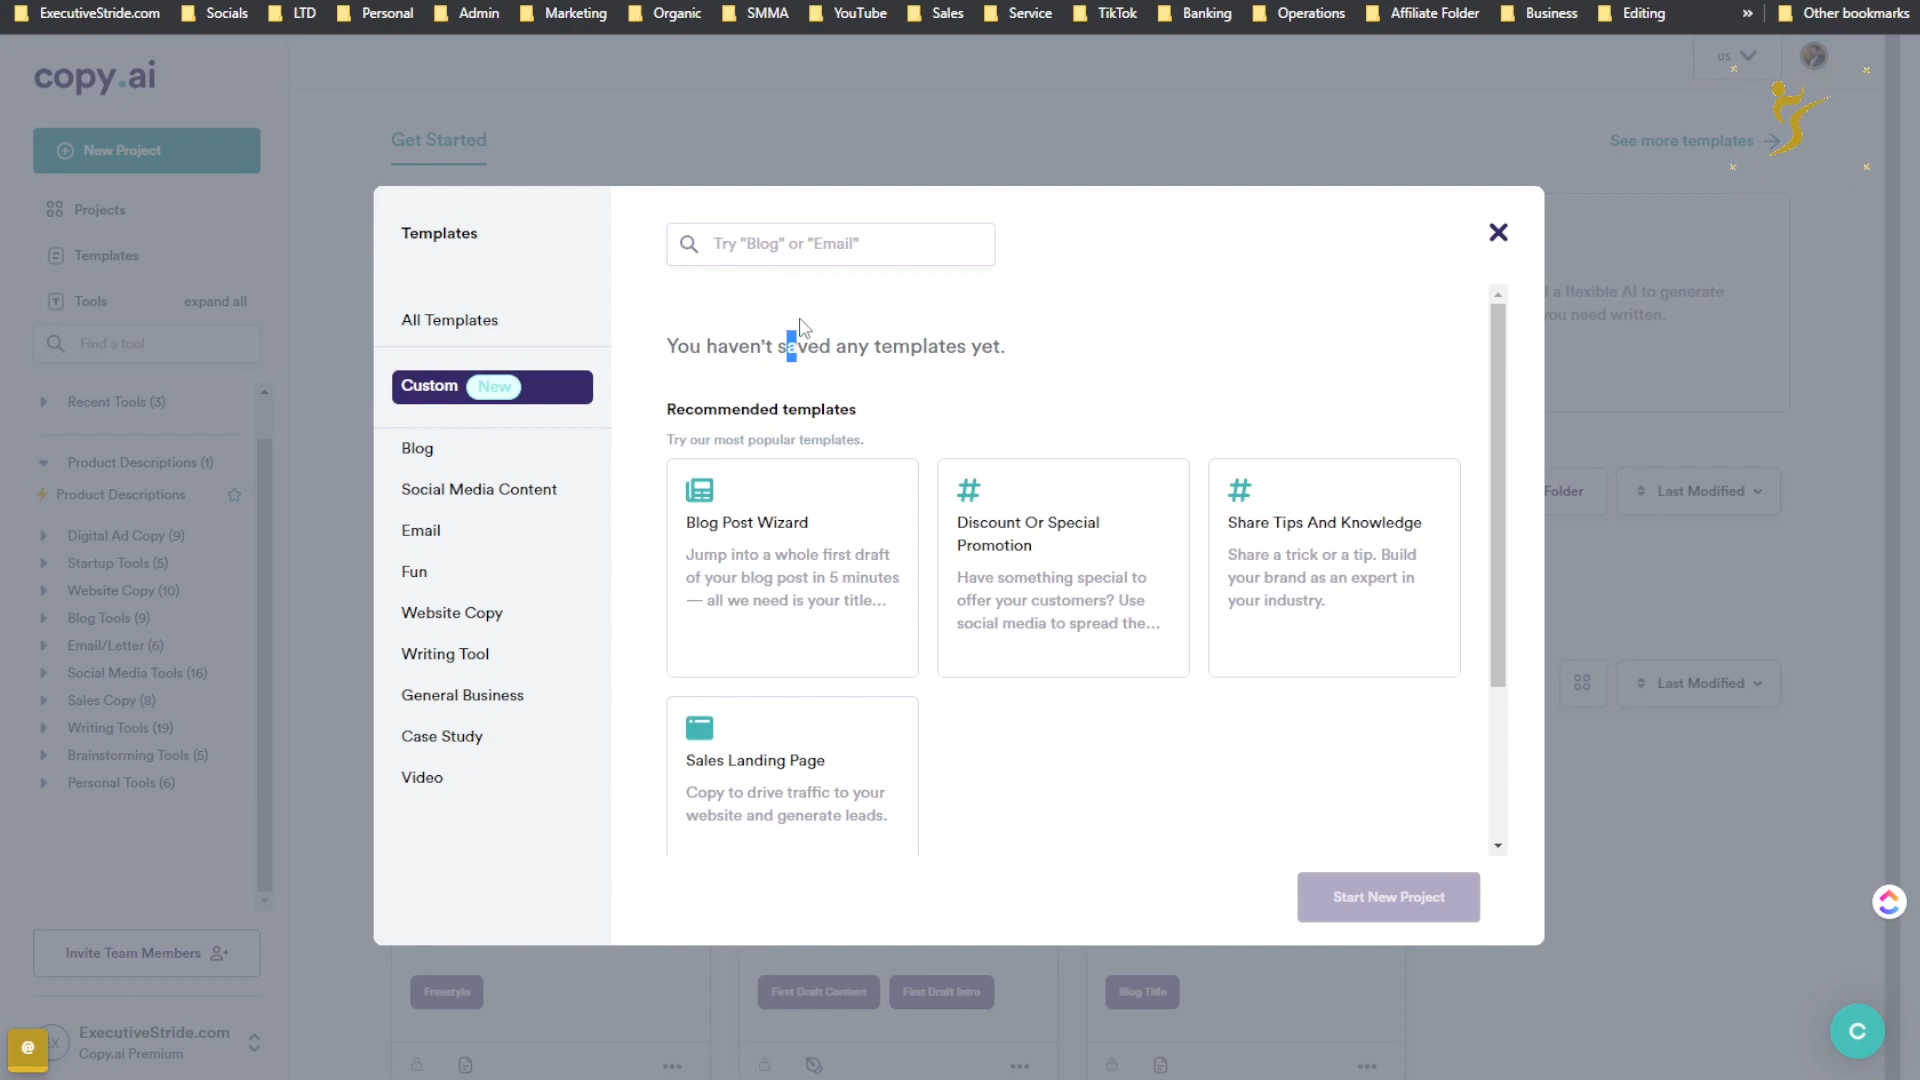 ExecutiveStride.com Socials LTD Personal Admin Marketing Organic SMMA YouTube Sales Service TikTok Banking Operations Affiliate Folder Business Editing » Other bookmarks
copy.ai
us
New Project
Get Started
See more templates
Projects
Templates
Tools expand all
Find a tool
Recent Tools (3)
Product Descriptions (1)
Product Descriptions
Digital Ad Copy (9)
Startup Tools (5)
Website Copy (10)
Blog Tools (9)
Email/Letter (6)
Social Media Tools (16)
Sales Copy (8)
Writing Tools (19)
Brainstorming Tools (5)
Personal Tools (6)
Invite Team Members
ExecutiveStride.com
Copy.ai Premium
@
Templates
All Templates
Custom New
Blog
Social Media Content
Email
Fun
Website Copy
Writing Tool
General Business
Case Study
Video
Try "Blog" or "Email"
You haven't saved any templates yet.
Recommended templates
Try our most popular templates.
Blog Post Wizard
Jump into a whole first draft
of your blog post in 5 minutes
— all we need is your title...
Discount Or Special
Promotion
Have something special to
offer your customers? Use
social media to spread the...
Share Tips And Knowledge
Share a trick or a tip. Build
your brand as an expert in
your industry.
Sales Landing Page
Copy to drive traffic to your
website and generate leads.
Start New Project
a flexible AI to generate
you need written.
Folder
Last Modified
Last Modified
Freestyle
First Draft Content
First Draft Intro
Blog Title
C